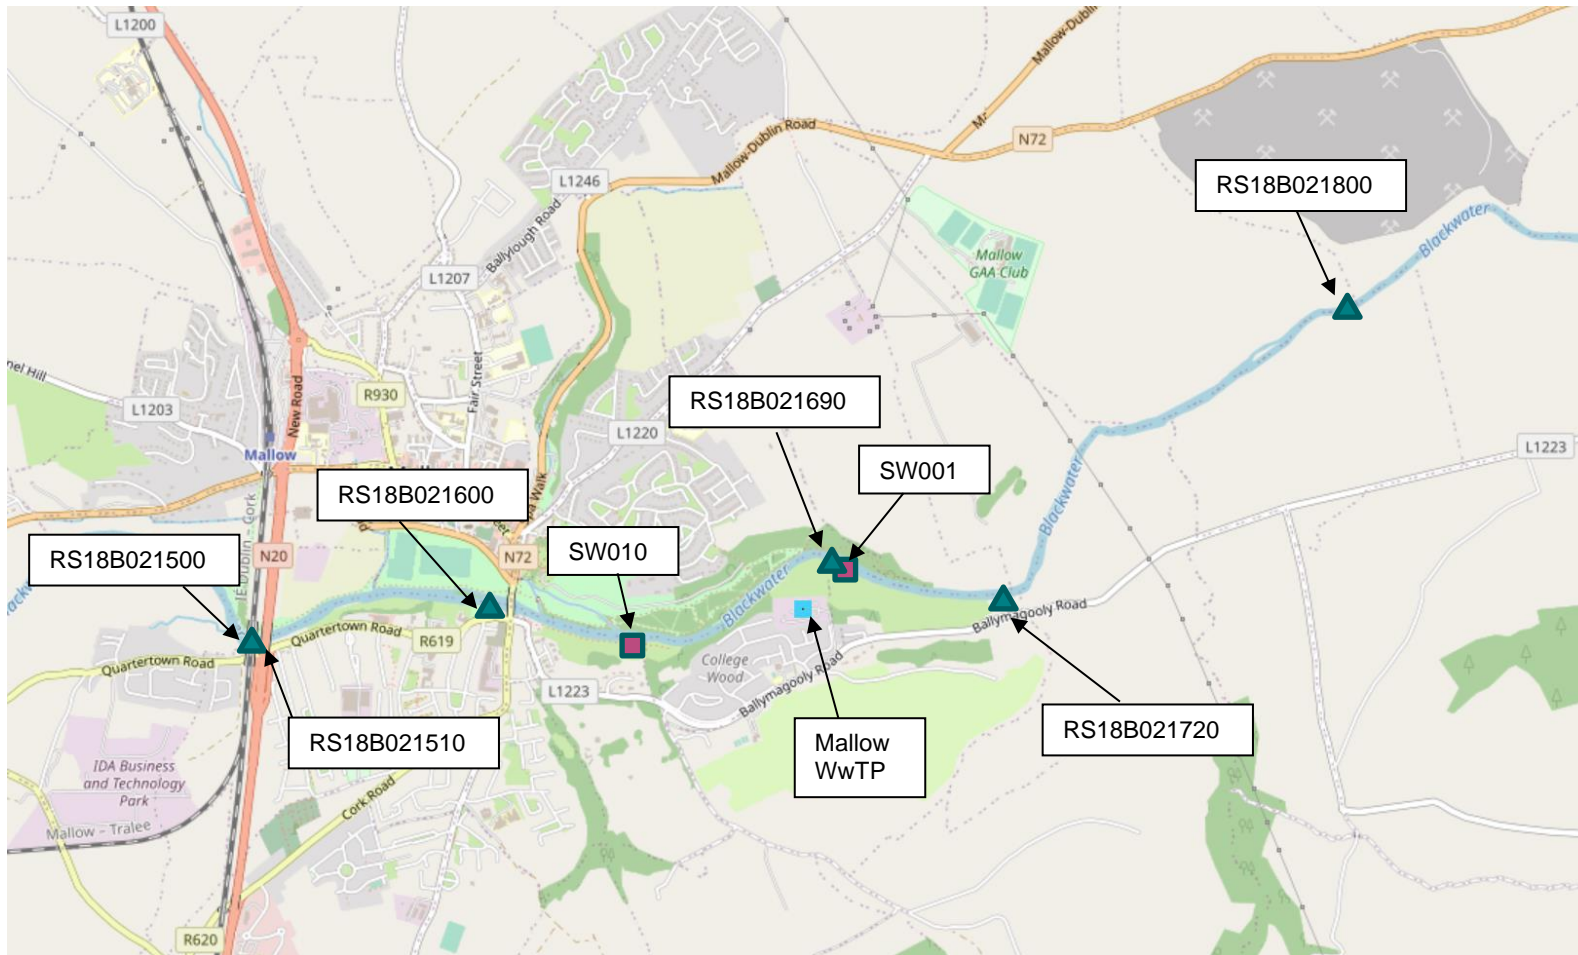 L1200
Mallow-Dublin
N72
Mallow-Dublin Road
L1246
RS18B021800
Ballylough Road
Blackwater
L1207
Mallow
GAA Club
New Road
Fair Street
R930
L1203
RS18B021690
L1220
Mallow
SW001
L1223
RS18B021600
RS18B021500
N20
N72
SW010
Blackwater
Blackwater
Quartertown Road
R619
Quartertown Road
Ballymagooly Road
College
Wood
L1223
Ballymagooly Road
RS18B021510
Mallow
WwTP
RS18B021720
IDA Business
and Technology
Park
Cork Road
Mallow – Tralee
R620